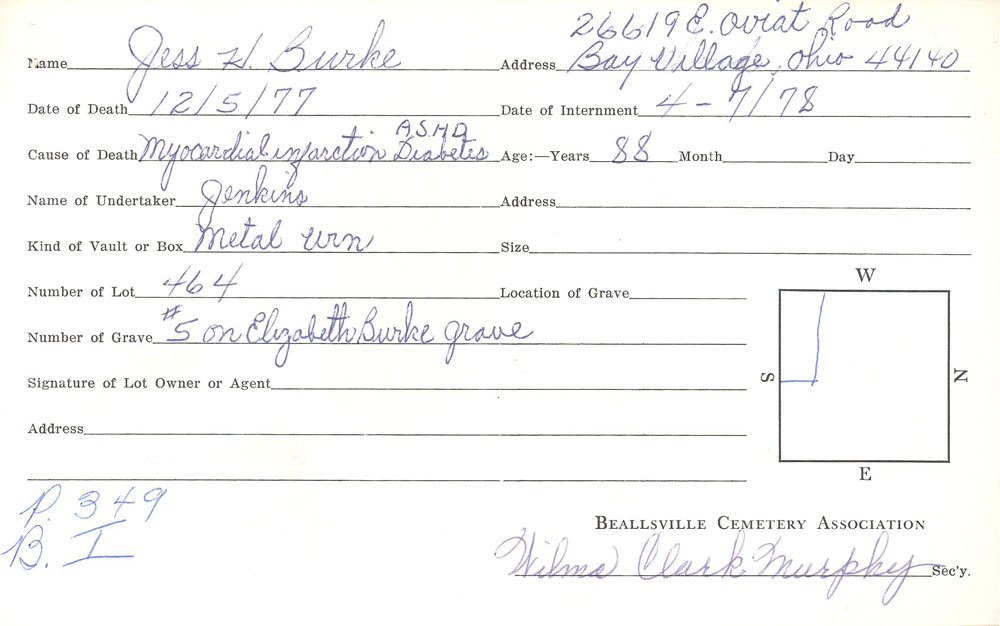 26619 E. Oviat Road
Name Jess H. Burke Address Bay Village, Ohio 44140
Date of Death 12/5/77 Date of Internment 4-7/78
A.S.H.D.
Cause of Death Myocardial infarction Diabetes Age:—Years 88 Month Day
Name of Undertaker Jenkins Address
Kind of Vault or Box Metal urn Size
W
Number of Lot 464 Location of Grave
Number of Grave #5 on Elizabeth Burke grave
S N
Signature of Lot Owner or Agent
Address
E
P. 349
B. I
Beallsville Cemetery Association
Wilma Clark Murphy Sec'y.